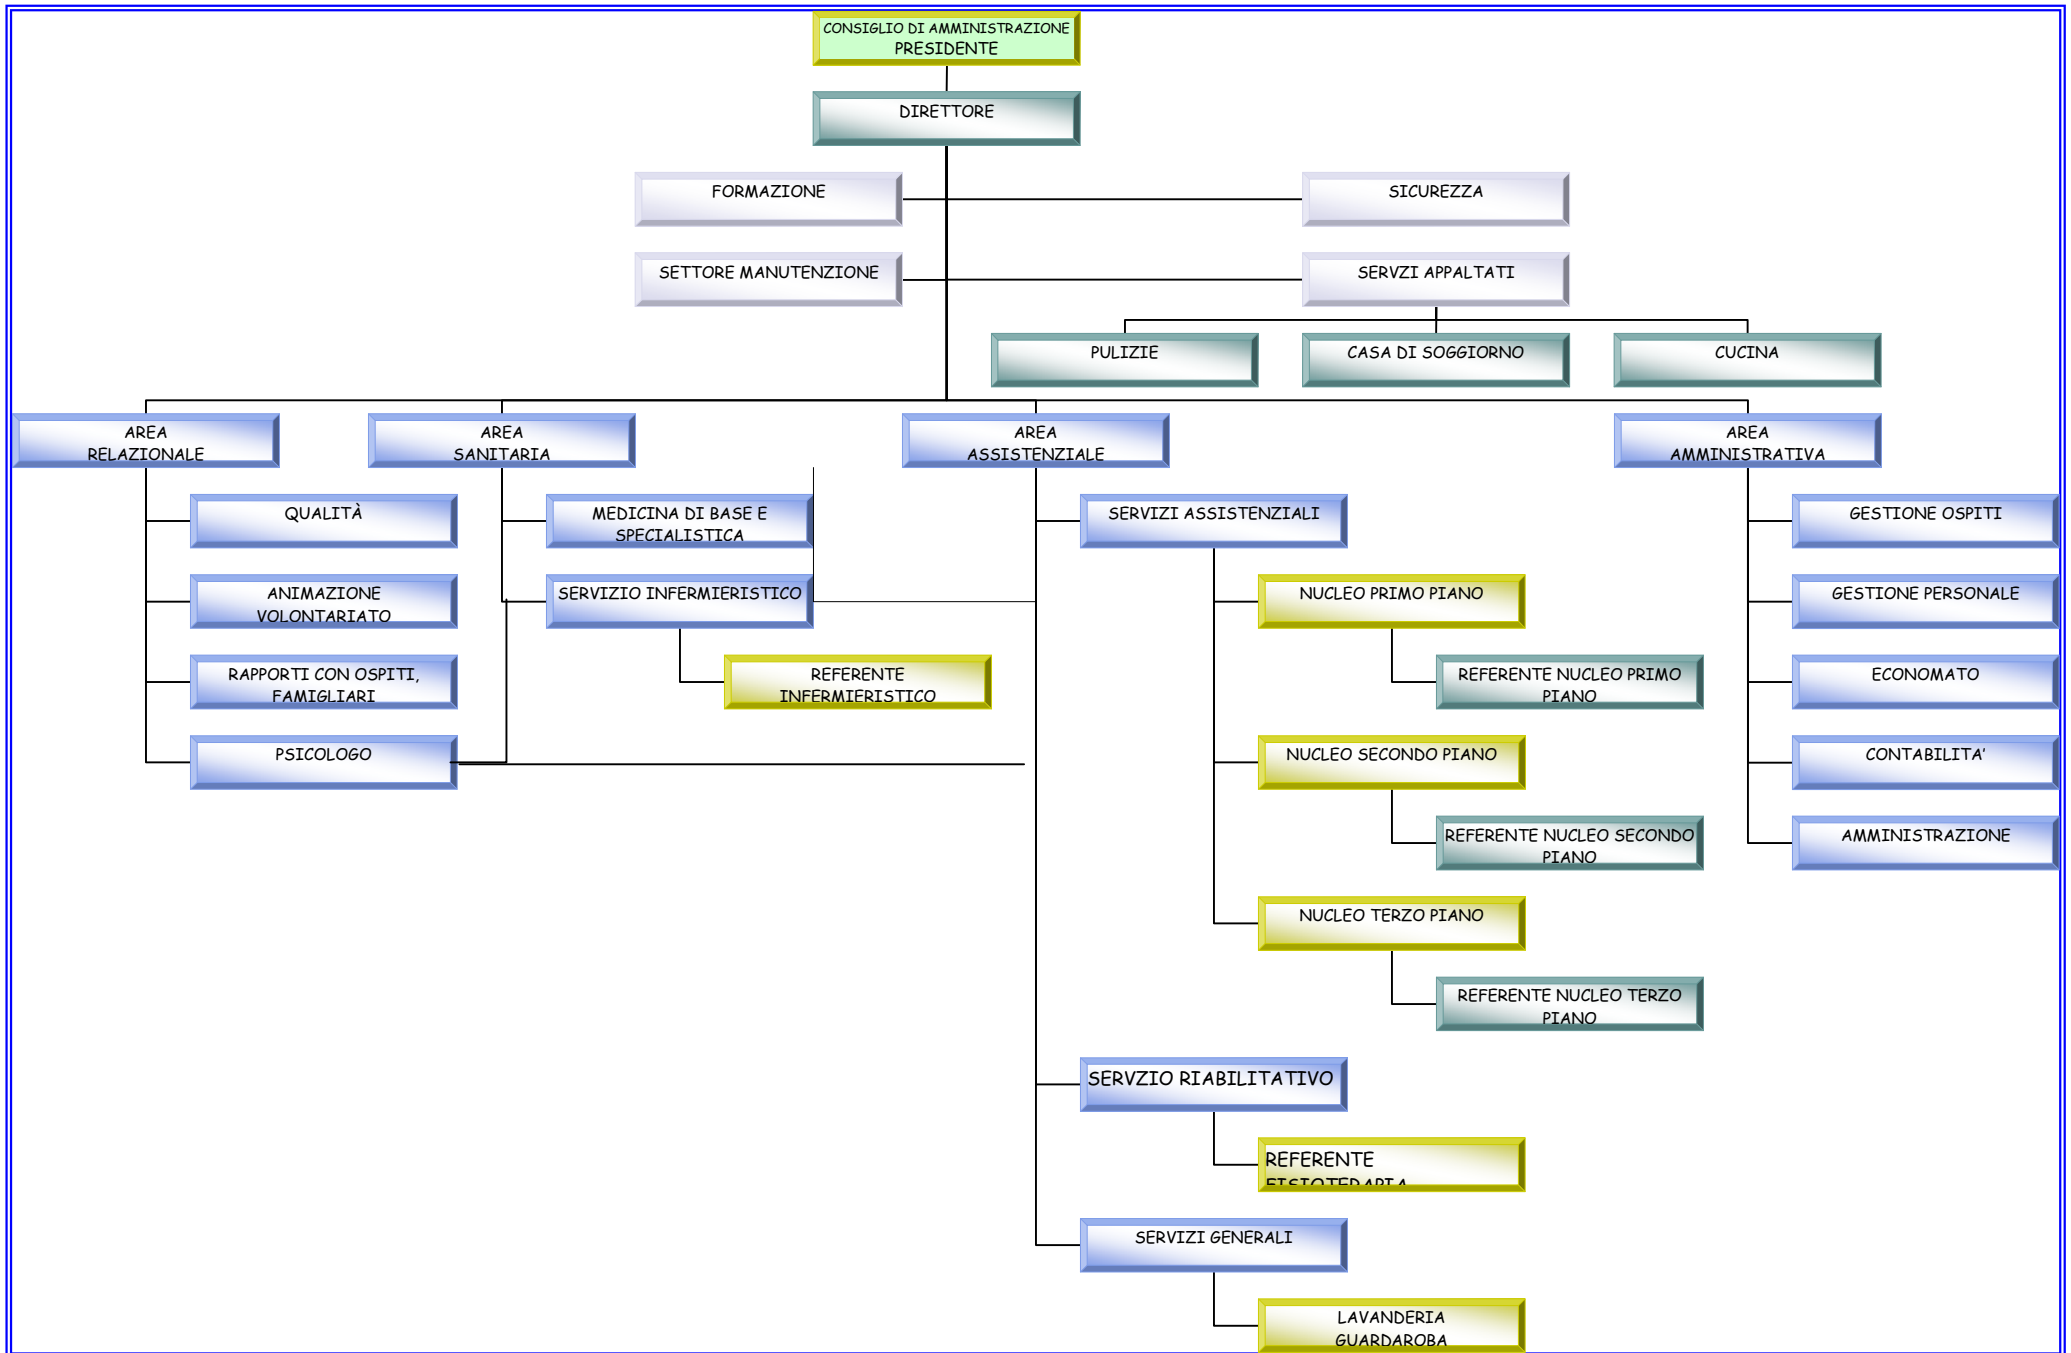 CONSIGLIO DI AMMINISTRAZIONE
PRESIDENTE
DIRETTORE
FORMAZIONE
SICUREZZA
SETTORE MANUTENZIONE
SERVZI APPALTATI
PULIZIE
CASA DI SOGGIORNO
CUCINA
AREA
RELAZIONALE
AREA
SANITARIA
AREA
ASSISTENZIALE
AREA
AMMINISTRATIVA
QUALITÀ
MEDICINA DI BASE E
SPECIALISTICA
SERVIZI ASSISTENZIALI
GESTIONE OSPITI
ANIMAZIONE
VOLONTARIATO
SERVIZIO INFERMIERISTICO
NUCLEO PRIMO PIANO
GESTIONE PERSONALE
RAPPORTI CON OSPITI,
FAMIGLIARI
REFERENTE
INFERMIERISTICO
REFERENTE NUCLEO PRIMO
PIANO
ECONOMATO
PSICOLOGO
NUCLEO SECONDO PIANO
CONTABILITA'
REFERENTE NUCLEO SECONDO
PIANO
AMMINISTRAZIONE
NUCLEO TERZO PIANO
REFERENTE NUCLEO TERZO
PIANO
SERVZIO RIABILITATIVO
REFERENTE
FISIOTERAPIA
SERVIZI GENERALI
LAVANDERIA
GUARDAROBA